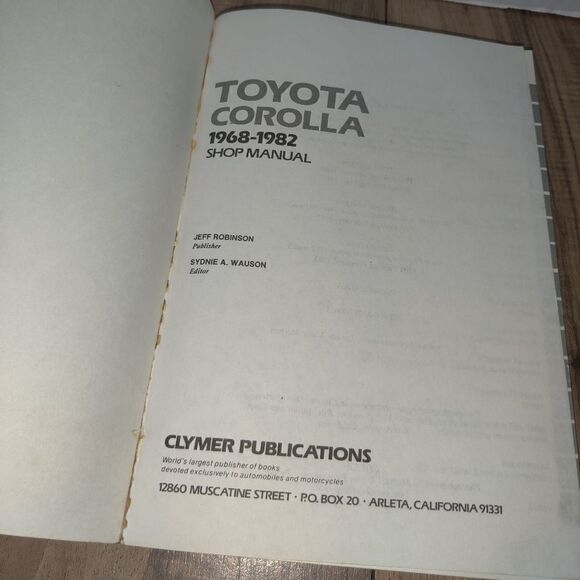 TOYOTA
COROLLA
1968-1982
SHOP MANUAL
JEFF ROBINSON
Publisher
SYDNIE A. WAUSON
Editor
CLYMER PUBLICATIONS
World's largest publisher of books
devoted exclusively to automobiles and motorcycles
12860 MUSCATINE STREET · P.O. BOX 20 · ARLETA, CALIFORNIA 91331